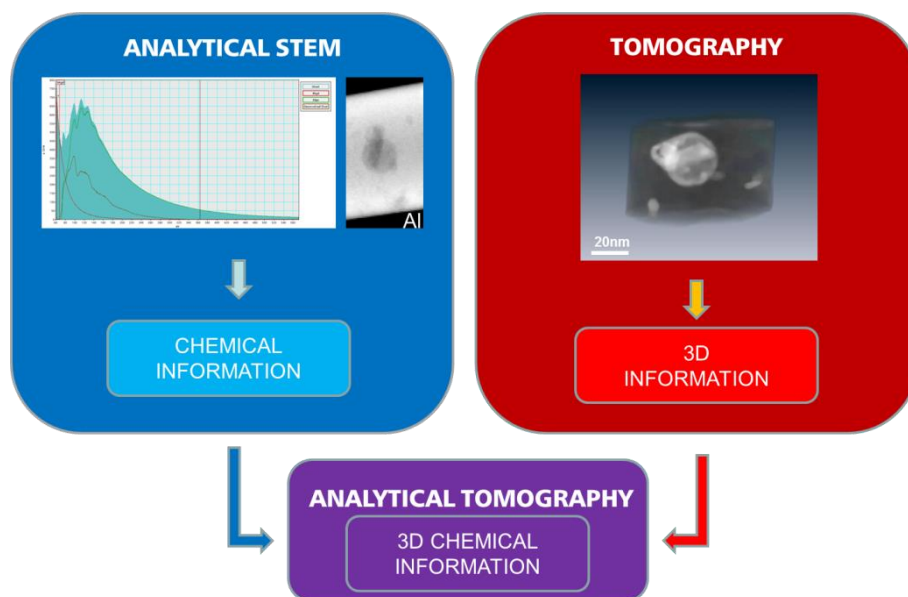 ANALYTICAL STEM
TOMOGRAPHY
Al
20nm
CHEMICAL
INFORMATION
3D
INFORMATION
ANALYTICAL TOMOGRAPHY
3D CHEMICAL
INFORMATION